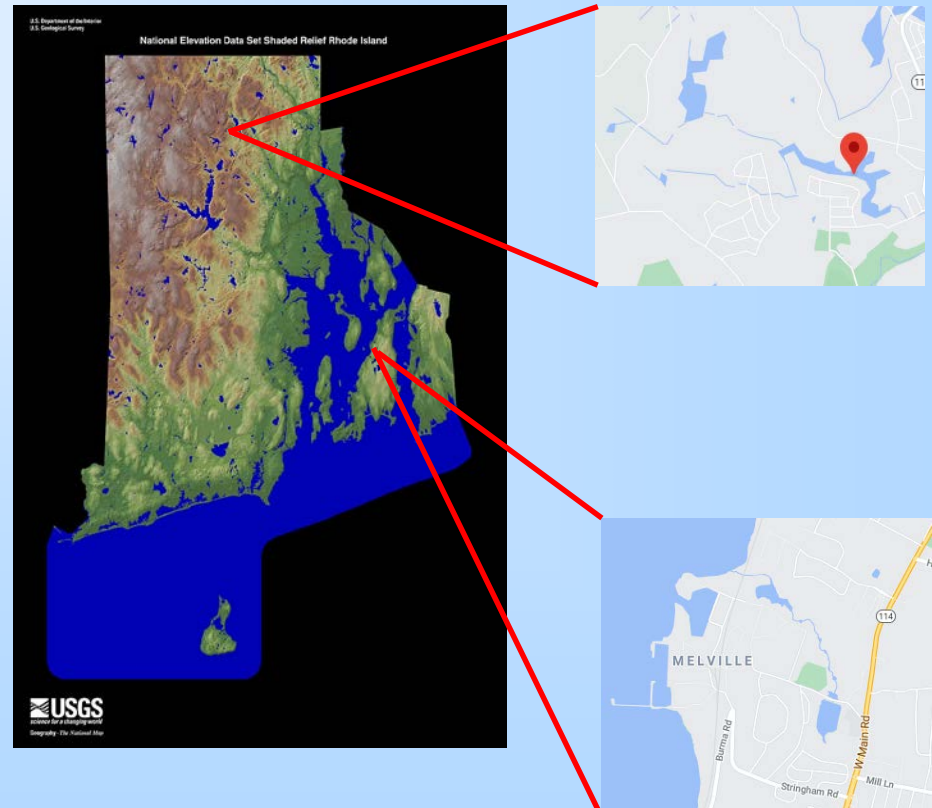 U.S. Department of the Interior
U.S. Geological Survey
National Elevation Data Set Shaded Relief Rhode Island
11
114
MELVILLE
Burma Rd
W Main Rd
Stringham Rd
Mill Ln
H
USGS
science for a changing world
Geography - The National Map